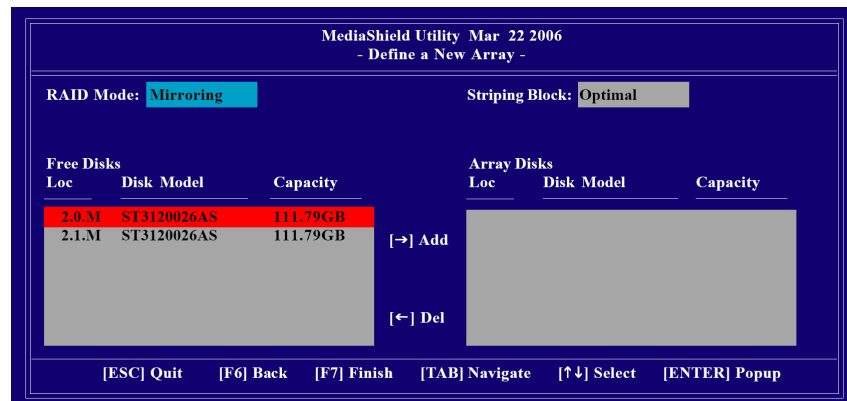 MediaShield Utility Mar 22 2006
- Define a New Array -
RAID Mode: Mirroring Striping Block: Optimal
Free Disks Array Disks
Loc Disk Model Capacity Loc Disk Model Capacity
2.0.M ST3120026AS 111.79GB
2.1.M ST3120026AS 111.79GB
[→] Add
[←] Del
[ESC] Quit [F6] Back [F7] Finish [TAB] Navigate [↑↓] Select [ENTER] Popup